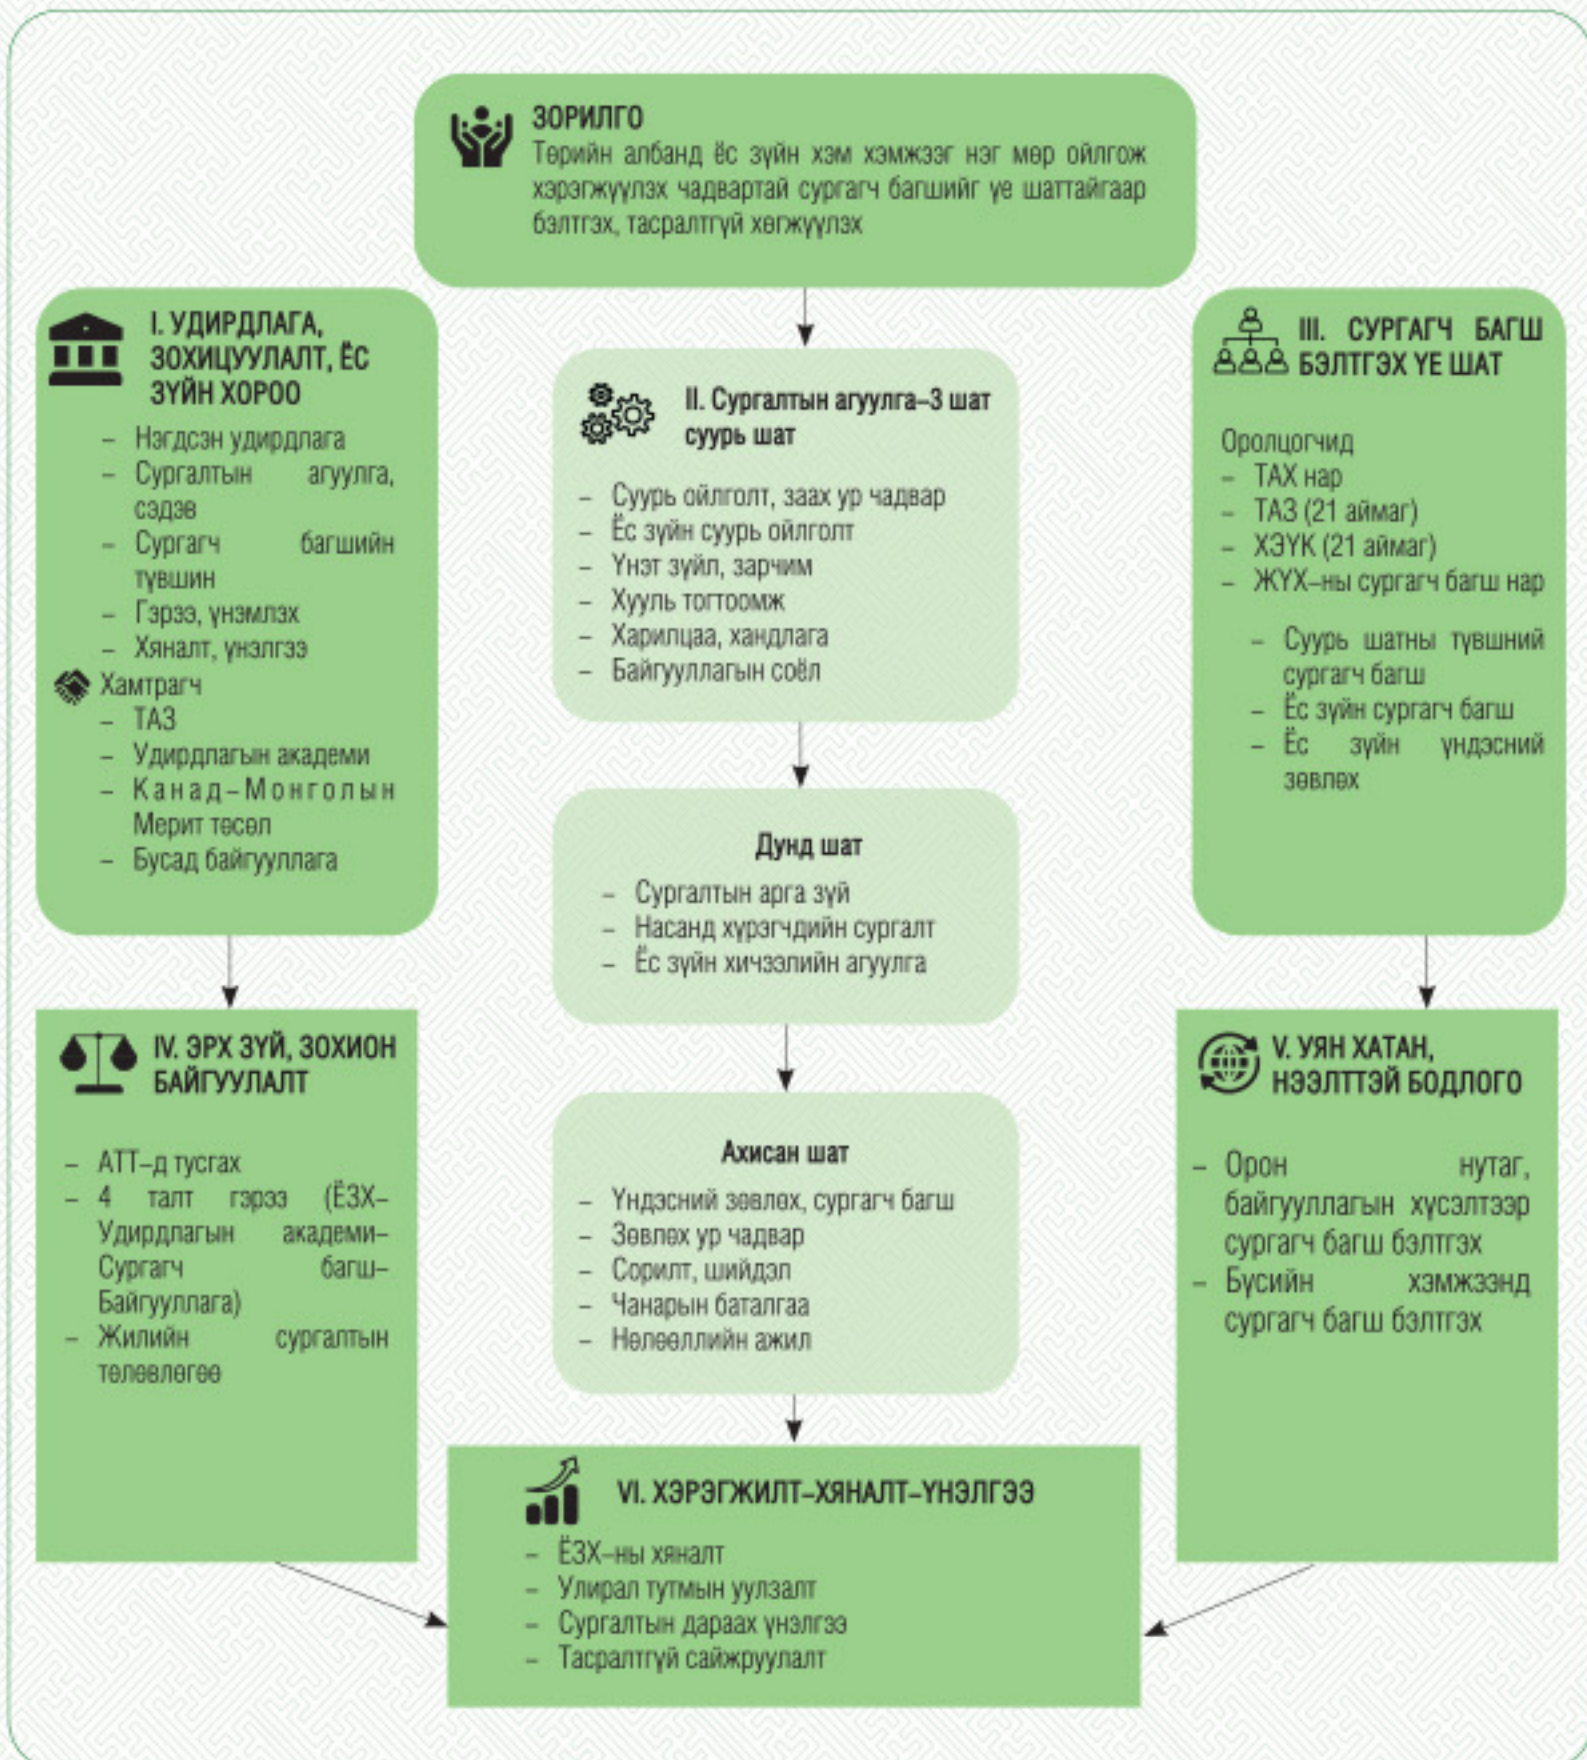 ЗОРИЛГО
Төрийн албанд ёс зүйн хэм хэмжээг нэг мөр ойлгож
хэрэгжүүлэх чадвартай сургагч багшийг үе шаттайгаар
бэлтгэх, тасралтгүй хөгжүүлэх
I. УДИРДЛАГА,
ЗОХИЦУУЛАЛТ, ЁС
ЗҮЙН ХОРОО
– Нэгдсэн удирдлага
– Сургалтын агуулга,
сэдэв
– Сургагч багшийн
түвшин
– Гэрээ, үнэмлэх
– Хяналт, үнэлгээ
Хамтрагч
– ТАЗ
– Удирдлагын академи
– Канад–Монголын
Мерит төсөл
– Бусад байгууллага
II. Сургалтын агуулга–3 шат
суурь шат
– Суурь ойлголт, заах ур чадвар
– Ёс зүйн суурь ойлголт
– Үнэт зүйл, зарчим
– Хууль тогтоомж
– Харилцаа, хандлага
– Байгууллагын соёл
III. СУРГАГЧ БАГШ
БЭЛТГЭХ ҮЕ ШАТ
Оролцогчид
– ТАХ нар
– ТАЗ (21 аймаг)
– ХЭҮК (21 аймаг)
– ЖҮХ–ны сургагч багш нар
– Суурь шатны түвшний
сургагч багш
– Ёс зүйн сургагч багш
– Ёс зүйн үндэсний
зөвлөх
Дунд шат
– Сургалтын арга зүй
– Насанд хүрэгчдийн сургалт
– Ёс зүйн хичээлийн агуулга
IV. ЭРХ ЗҮЙ, ЗОХИОН
БАЙГУУЛАЛТ
– АТТ–д тусгах
– 4 талт гэрээ (ЁЗХ–
Удирдлагын академи–
Сургагч багш–
Байгууллага)
– Жилийн сургалтын
төлөвлөгөө
Ахисан шат
– Үндэсний зөвлөх, сургагч багш
– Зөвлөх ур чадвар
– Сорилт, шийдэл
– Чанарын баталгаа
– Нөлөөллийн ажил
V. УЯН ХАТАН,
НЭЭЛТТЭЙ БОДЛОГО
– Орон нутаг,
байгууллагын хүсэлтээр
сургагч багш бэлтгэх
– Бүсийн хэмжээнд
сургагч багш бэлтгэх
VI. ХЭРЭГЖИЛТ–ХЯНАЛТ–ҮНЭЛГЭЭ
– ЁЗХ–ны хяналт
– Улирал тутмын уулзалт
– Сургалтын дараах үнэлгээ
– Тасралтгүй сайжруулалт